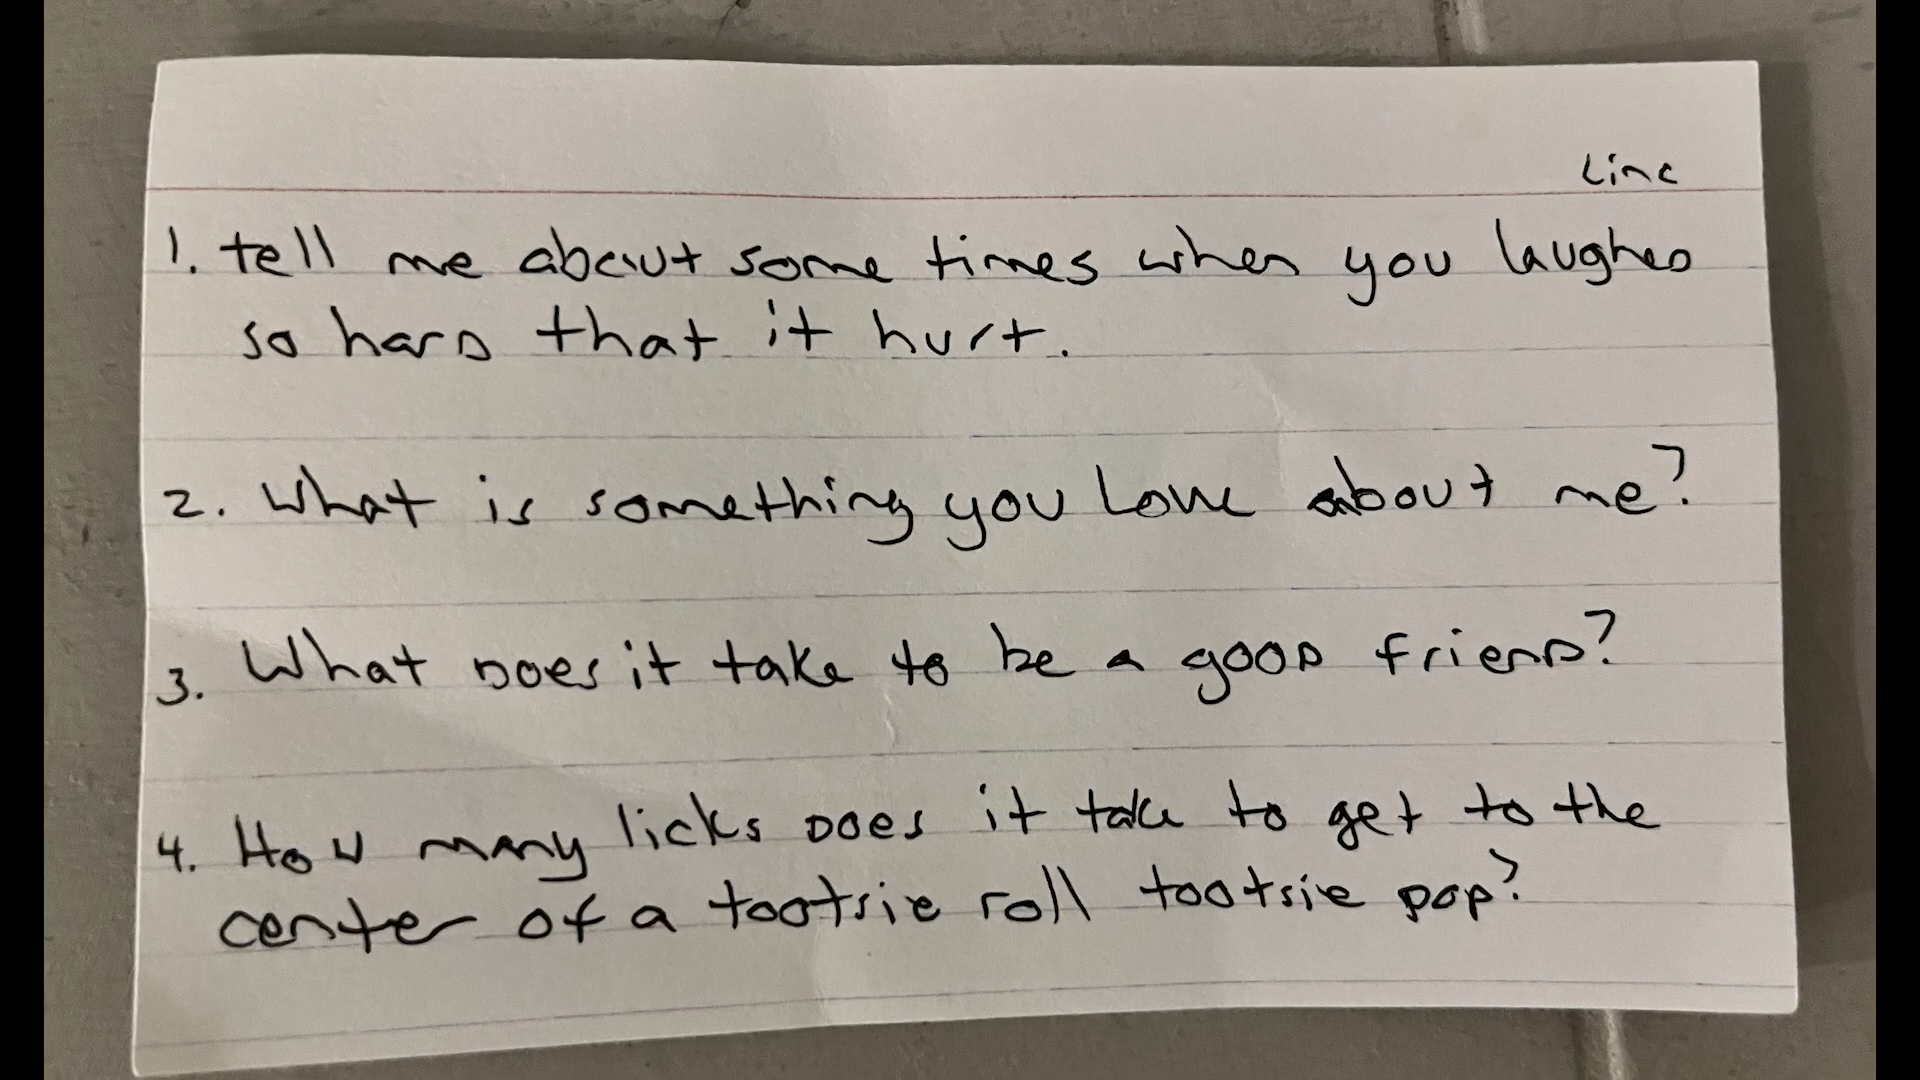 Linc
1. tell me about some times when you laughed
so hard that it hurt.
2. What is something you Love about me?
3. What Does it take to be a gooD frienD?
4. How many licks Does it take to get to the
center of a tootsie roll tootsie pop?